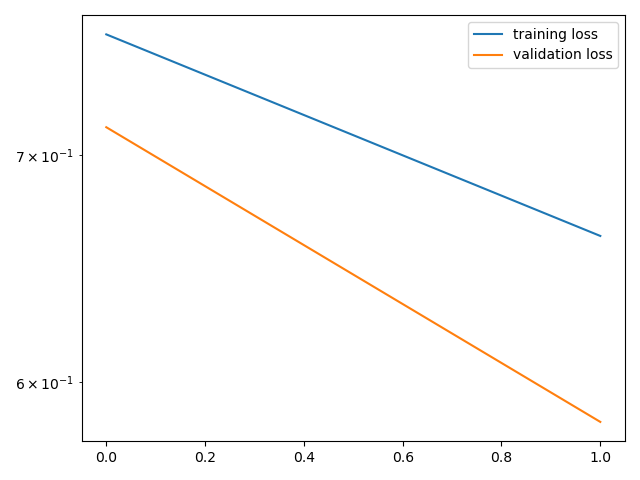 training loss
validation loss
7 × 10⁻¹
6 × 10⁻¹
0.0 0.2 0.4 0.6 0.8 1.0